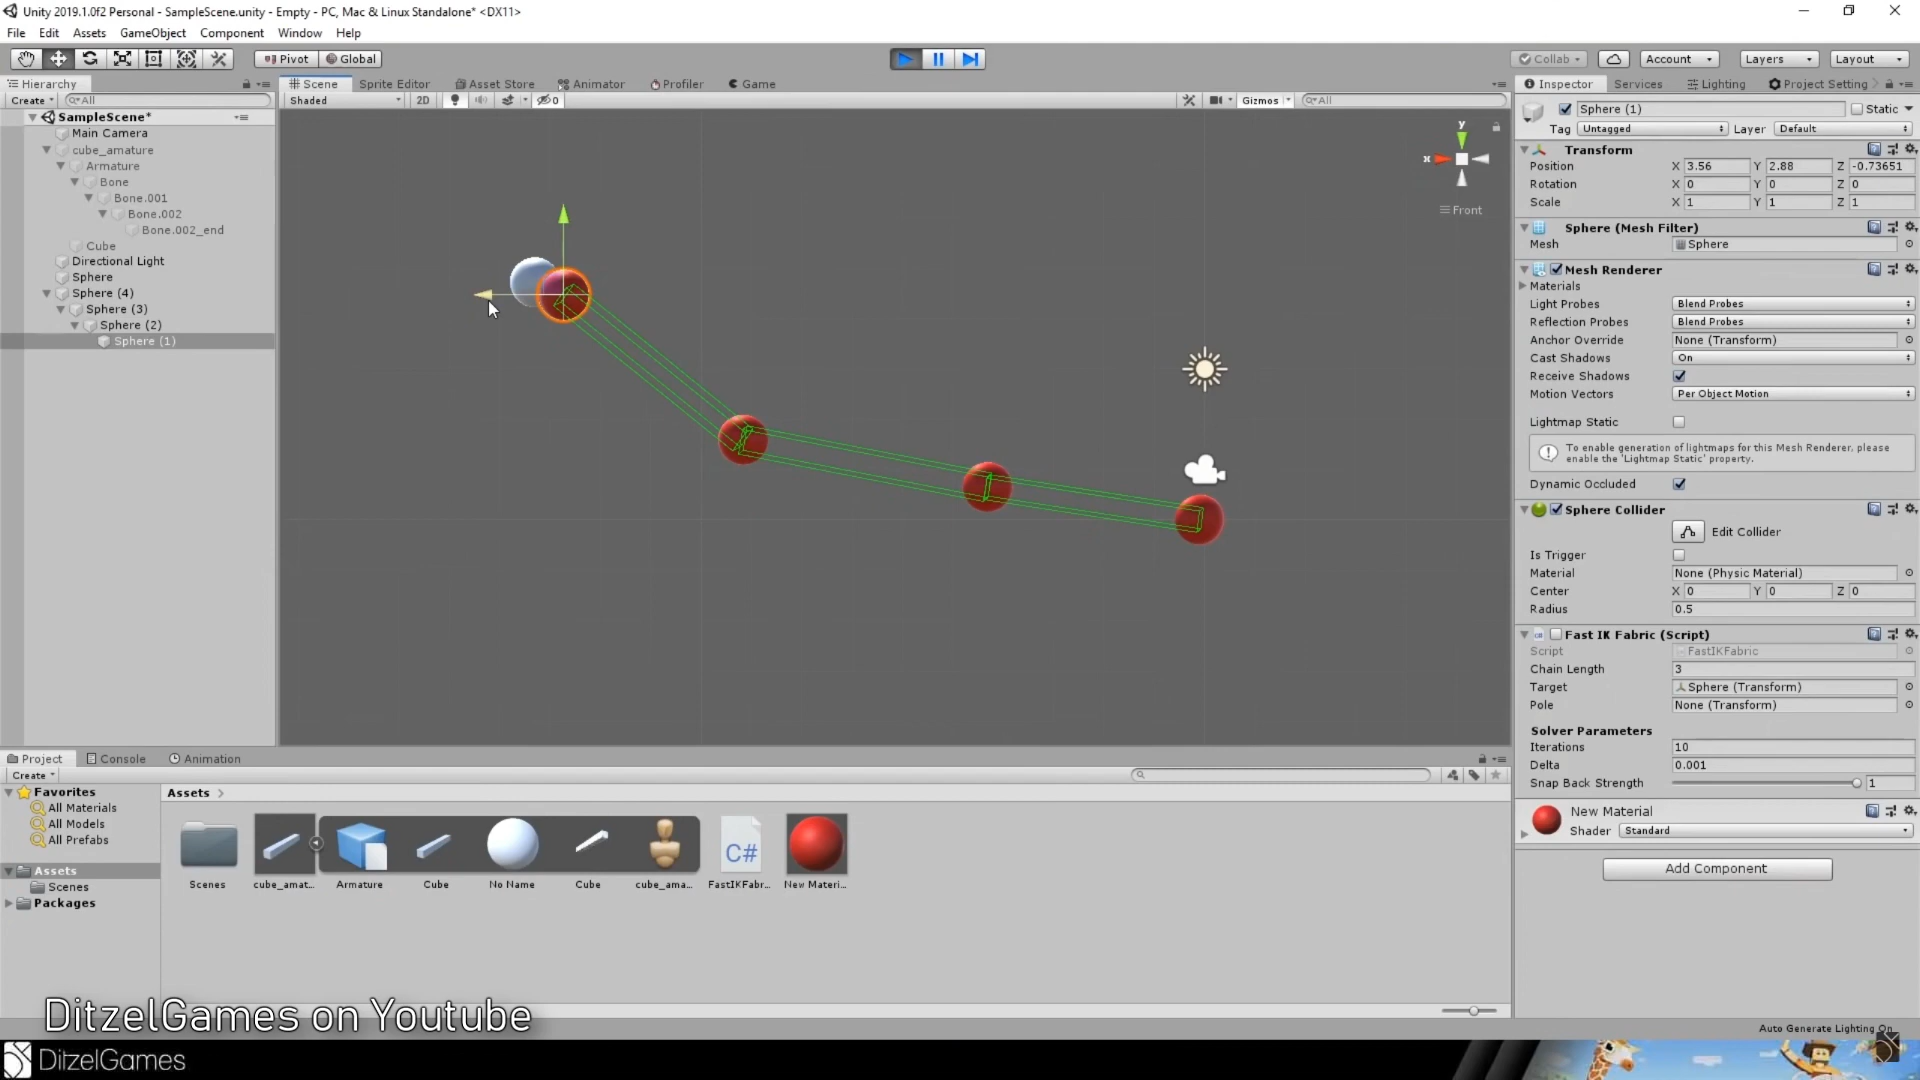 Unity 2019.1.0f2 Personal - SampleScene.unity - Empty - PC, Mac & Linux Standalone* <DX11>
File Edit Assets GameObject Component Window Help
Pivot Global Collab Account Layers Layout
Hierarchy
Create All
SampleScene*
Main Camera
cube_amature
Armature
Bone
Bone.001
Bone.002
Bone.002_end
Cube
Directional Light
Sphere
Sphere (4)
Sphere (3)
Sphere (2)
Sphere (1)
Scene Sprite Editor Asset Store Animator Profiler Game
Shaded 2D 0 Gizmos All
y
x
Front
Inspector Services Lighting Project Setting
Sphere (1) Static
Tag Untagged Layer Default
Transform
Position X 3.56 Y 2.88 Z -0.73651
Rotation X 0 Y 0 Z 0
Scale X 1 Y 1 Z 1
Sphere (Mesh Filter)
Mesh Sphere
Mesh Renderer
Materials
Light Probes Blend Probes
Reflection Probes Blend Probes
Anchor Override None (Transform)
Cast Shadows On
Receive Shadows
Motion Vectors Per Object Motion
Lightmap Static
To enable generation of lightmaps for this Mesh Renderer, please
enable the 'Lightmap Static' property.
Dynamic Occluded
Sphere Collider
Edit Collider
Is Trigger
Material None (Physic Material)
Center X 0 Y 0 Z 0
Radius 0.5
Fast IK Fabric (Script)
Script FastIKFabric
Chain Length 3
Target Sphere (Transform)
Pole None (Transform)
Solver Parameters
Iterations 10
Delta 0.001
Snap Back Strength 1
New Material
Shader Standard
Add Component
Project Console Animation
Create
Favorites
All Materials
All Models
All Prefabs
Assets
Scenes
Packages
Assets
C#
Scenes cube_amat... Armature Cube No Name Cube cube_ama... FastIKFabr... New Materi...
Auto Generate Lighting On
DitzelGames on Youtube
DitzelGames